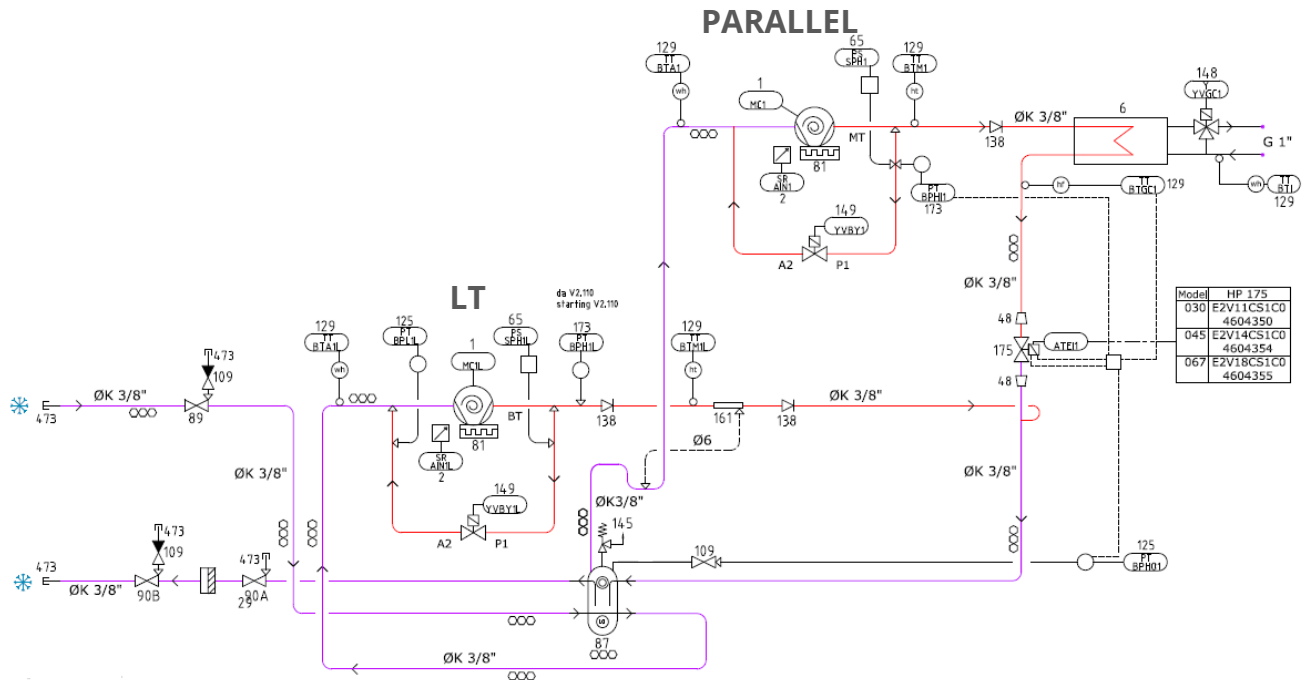 PARALLEL
129
TT
BTA1
65
PS
SPH1
129
TT
BTM1
148
YVGC1
1
MC1
wh
ht
6
ØK 3/8"
MT
138
G 1"
81
SR
AIN1
2
PT
BPHI1
173
hf
TT
BTGC1
129
wh
TT
BTI
129
149
YVBY1
A2
P1
ØK 3/8"
LT
da V2.110
starting V2.110
Model HP 175
030 E2V11CS1C0
4604350
045 E2V14CS1C0
4604354
067 E2V18CS1C0
4604355
48
175
ATEI1
48
129
TT
BTA1L
125
PT
BPL1L
1
MC1L
65
PS
SPH1L
173
PT
BPH1L
129
TT
BTM1L
473
109
wh
ht
ØK 3/8"
473
89
BT
138
161
138
ØK 3/8"
81
SR
AIN1L
2
Ø6
ØK 3/8"
ØK3/8"
ØK 3/8"
149
YVBY1L
A2
P1
145
473
109
473
473
ØK 3/8"
90B
90A
29
109
125
PT
BPH01
87
ØK 3/8"